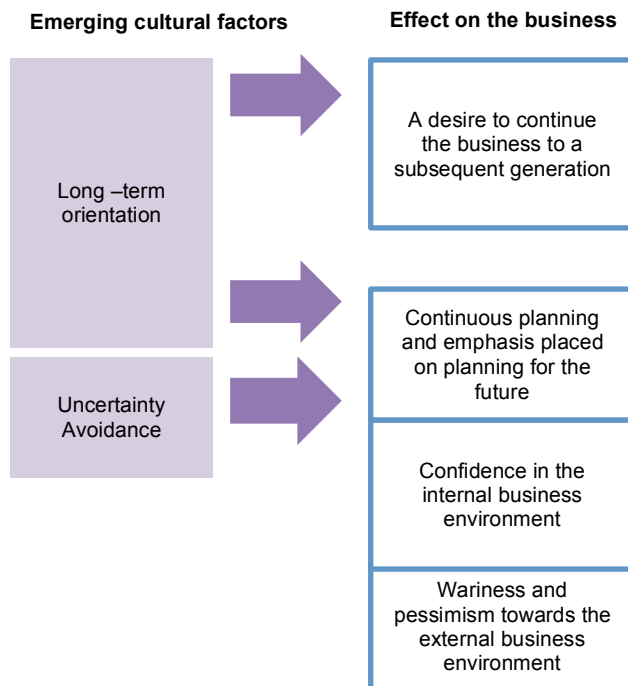 Emerging cultural factors
Effect on the business
Long –term
orientation
A desire to continue
the business to a
subsequent generation
Uncertainty
Avoidance
Continuous planning
and emphasis placed
on planning for the
future
Confidence in the
internal business
environment
Wariness and
pessimism towards the
external business
environment